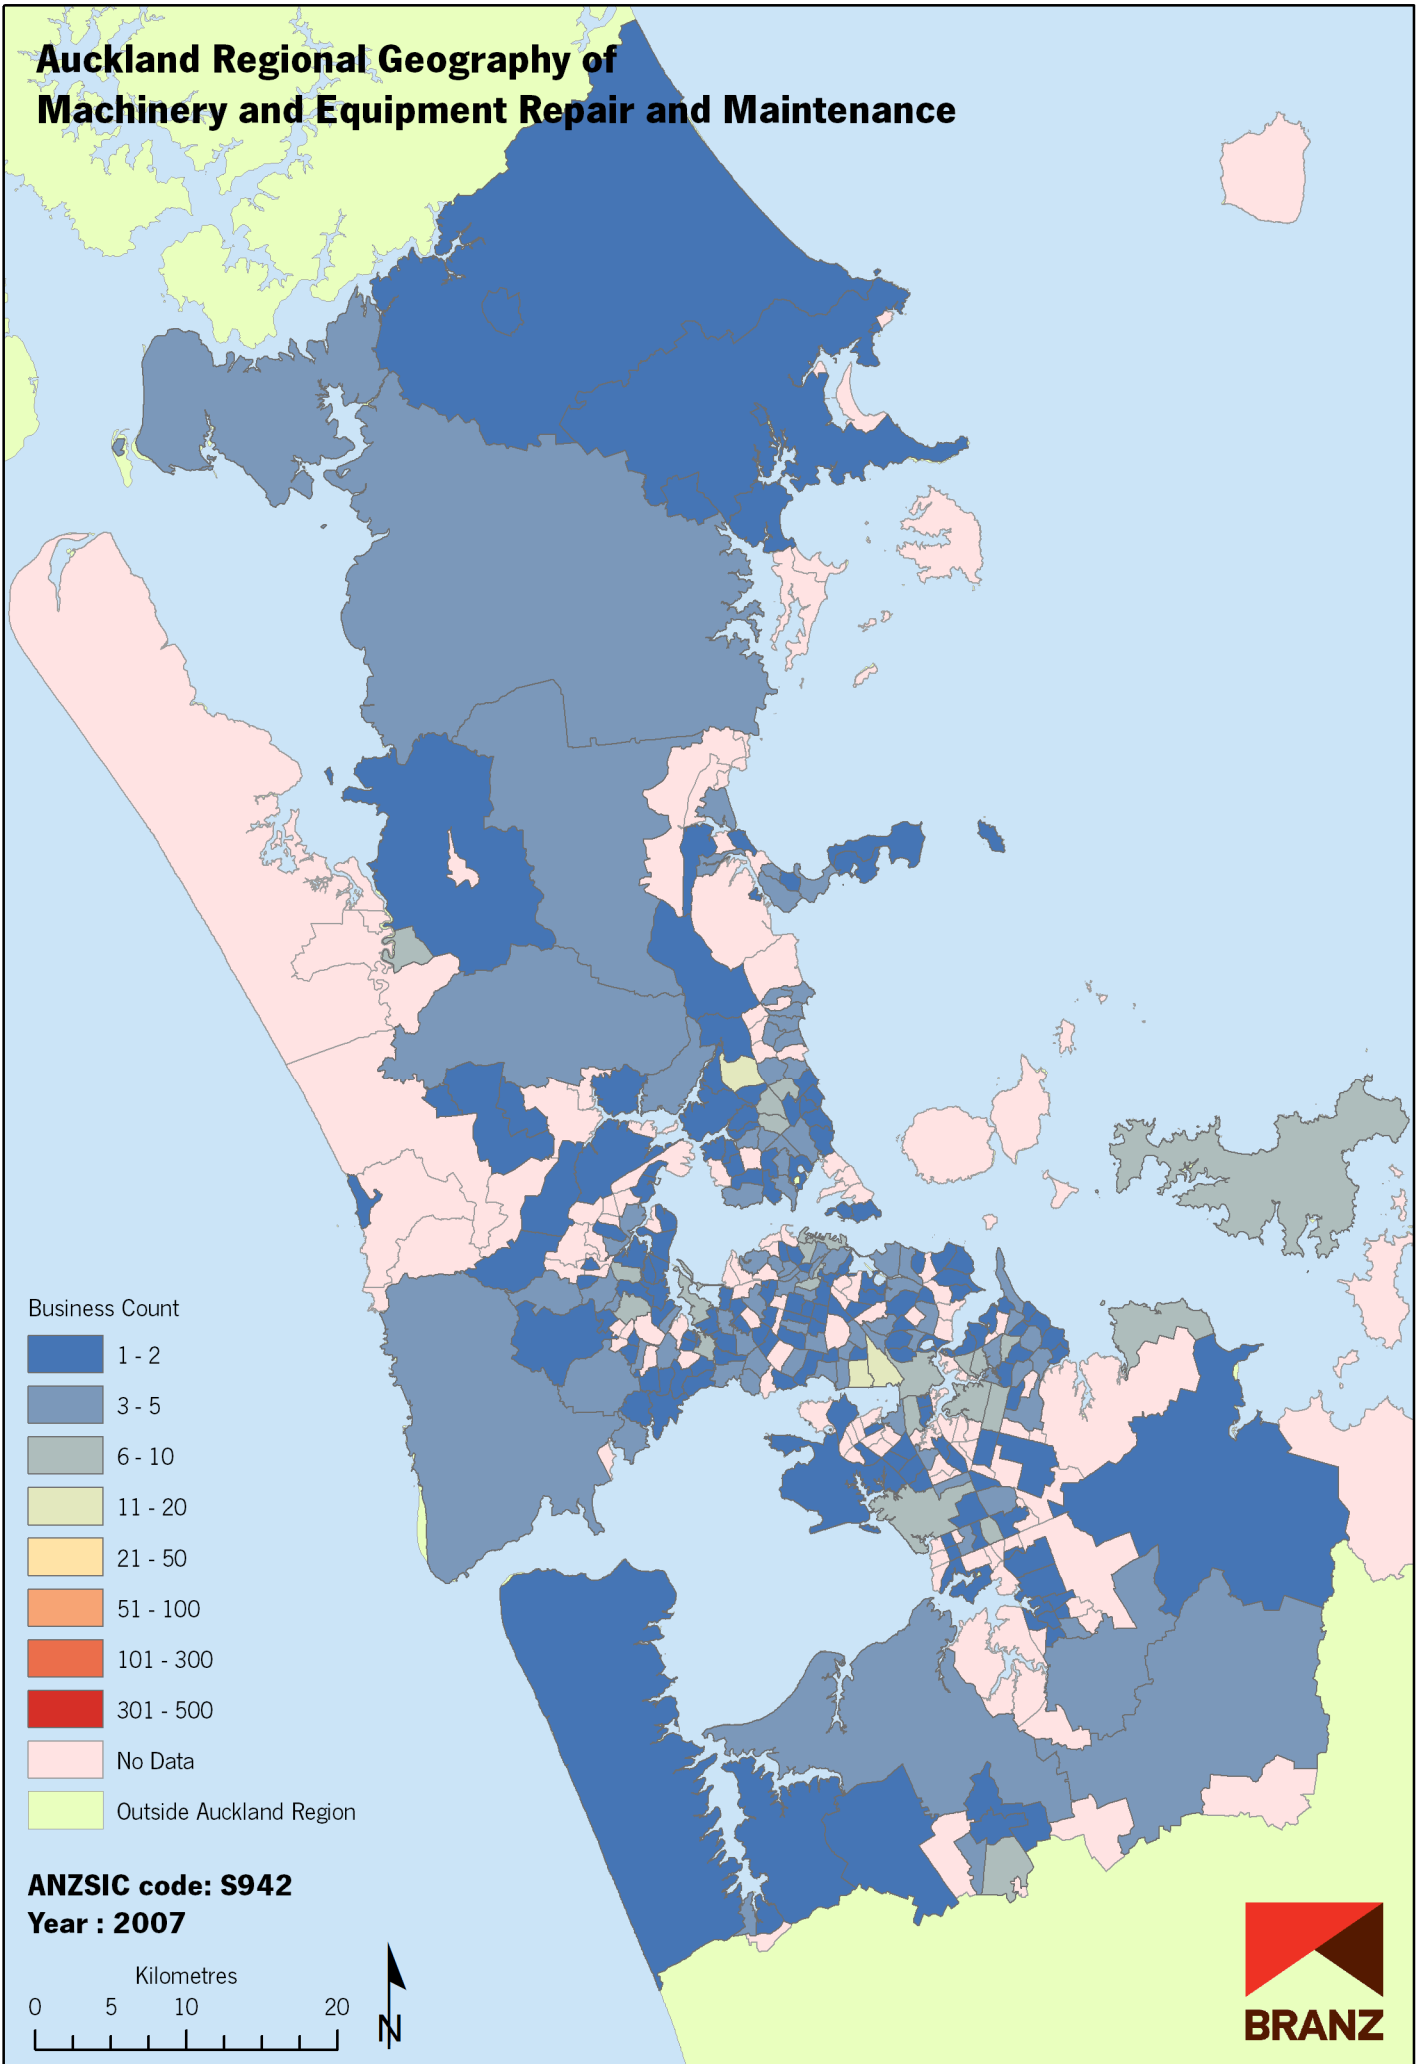 Auckland Regional Geography of
Machinery and Equipment Repair and Maintenance
Business Count
1 - 2
3 - 5
6 - 10
11 - 20
21 - 50
51 - 100
101 - 300
301 - 500
No Data
Outside Auckland Region
ANZSIC code: S942
Year : 2007
Kilometres
0 5 10 20
N
BRANZ